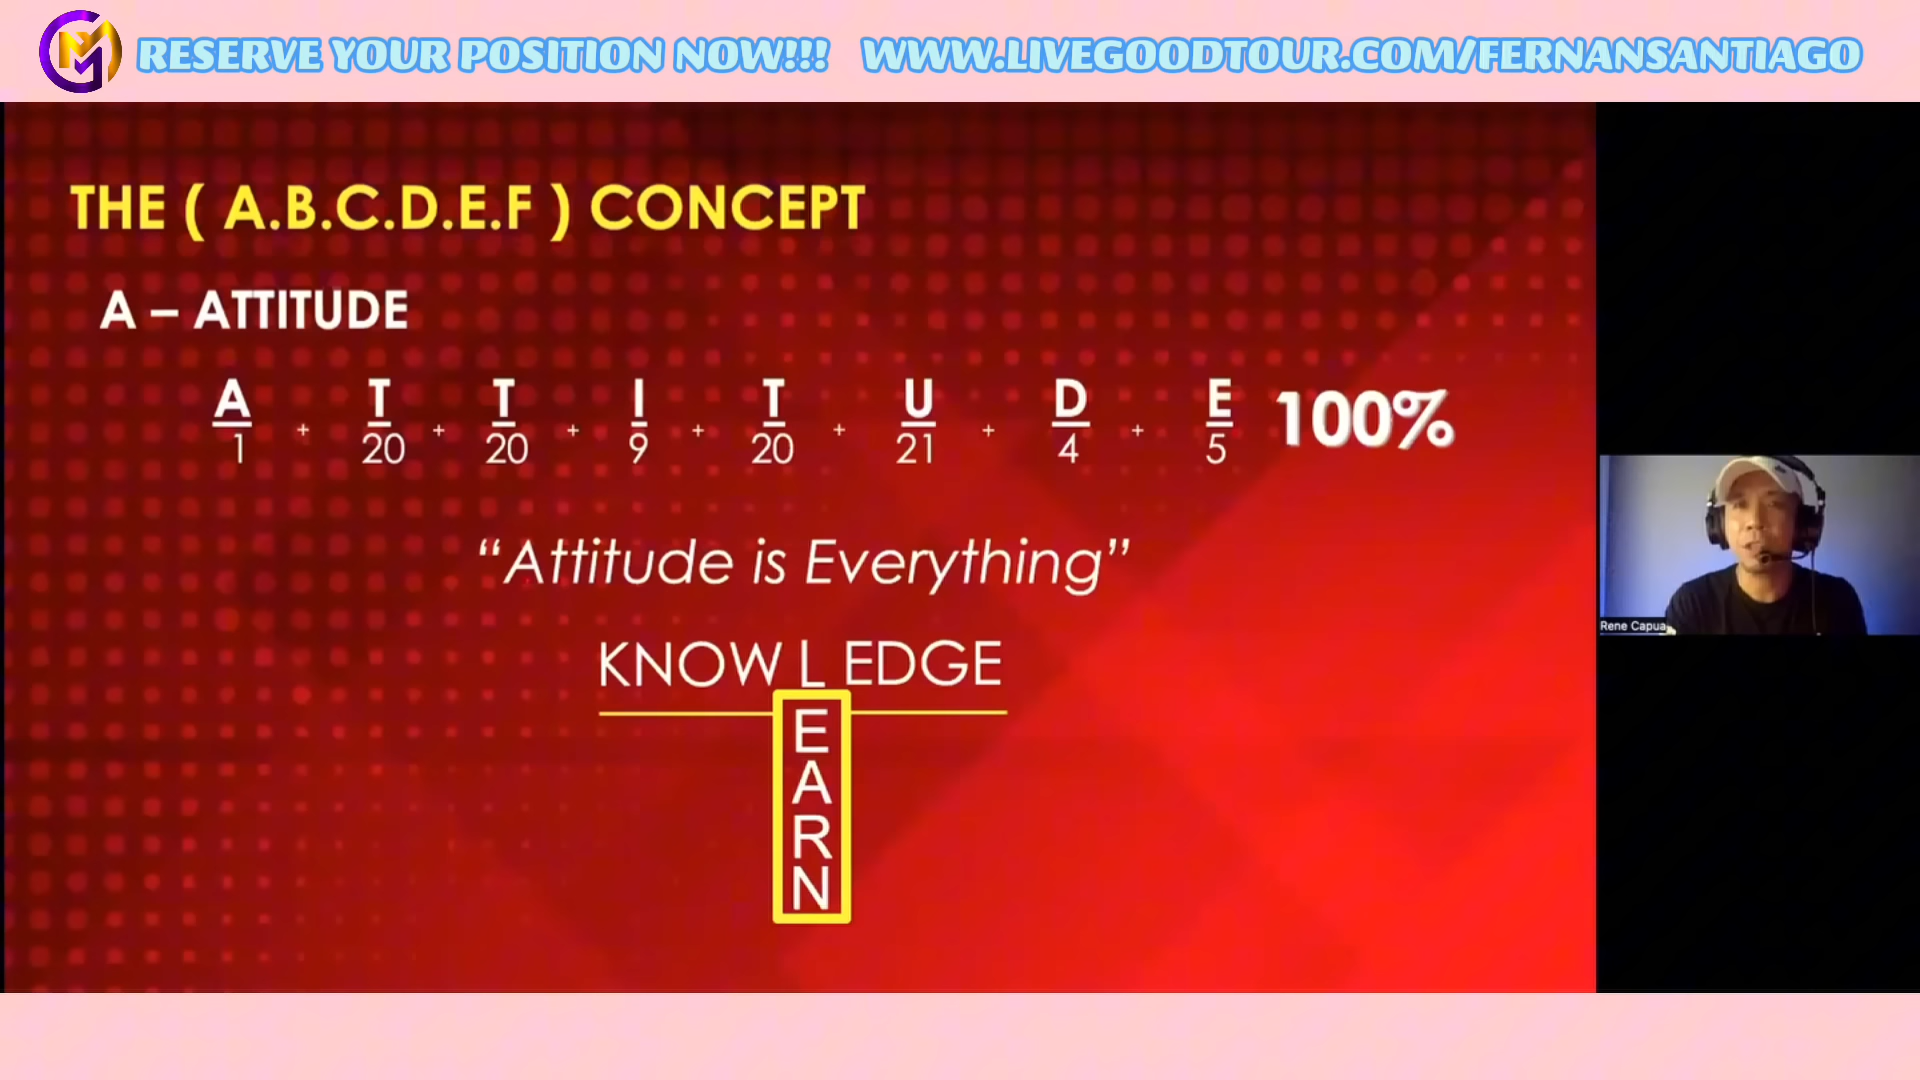 RESERVE YOUR POSITION NOW!!! WWW.LIVEGOODTOUR.COM/FERNANSANTIAGO
THE ( A.B.C.D.E.F ) CONCEPT
A – ATTITUDE
A T T I T U D E 100%
1 + 20 + 20 + 9 + 20 + 21 + 4 + 5
“Attitude is Everything”
KNOW L EDGE
E
A
R
N
Rene Capua